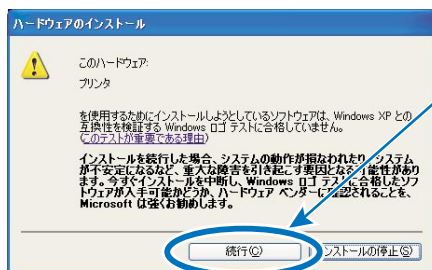 ハードウェアのインストール
このハードウェア:
プリンタ
を使用するためにインストールしようとしているソフトウェアは、Windows XP との
互換性を検証する Windows ロゴ テストに合格していません。
(このテストが重要である理由)
インストールを続行した場合、システムの動作が損なわれたり、システム
が不安定になるなど、重大な障害を引き起こす要因となる可能性があり
ます。今すぐインストールを中断し、Windows ロゴ テストに合格したソフ
トウェアが入手可能かどうか、ハードウェア ベンダーに確認されることを、
Microsoft は強くお勧めします。
続行(C)
ンストールの停止(S)